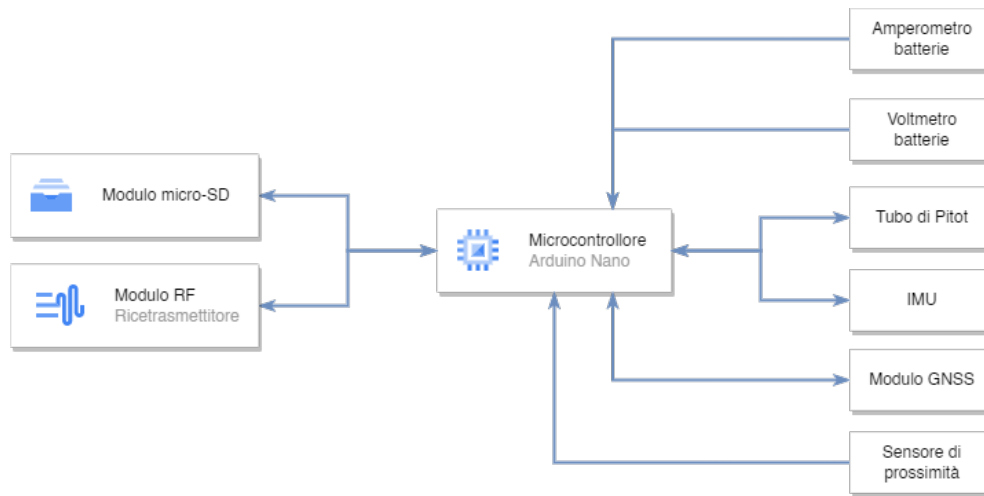 Amperometro
batterie
Voltmetro
batterie
Modulo micro-SD
Modulo RF
Ricetrasmettitore
Microcontrollore
Arduino Nano
Tubo di Pitot
IMU
Modulo GNSS
Sensore di
prossimità